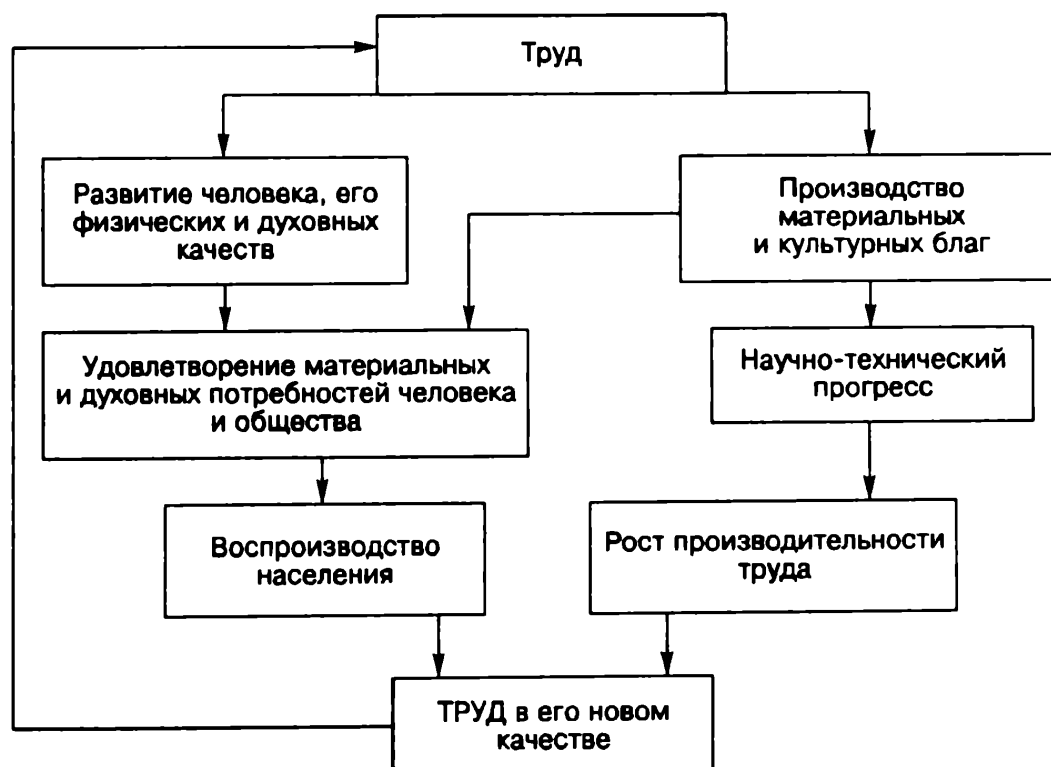 Труд
Развитие человека, его
физических и духовных
качеств
Производство
материальных
и культурных благ
Удовлетворение материальных
и духовных потребностей человека
и общества
Научно-технический
прогресс
Воспроизводство
населения
Рост производительности
труда
ТРУД в его новом
качестве